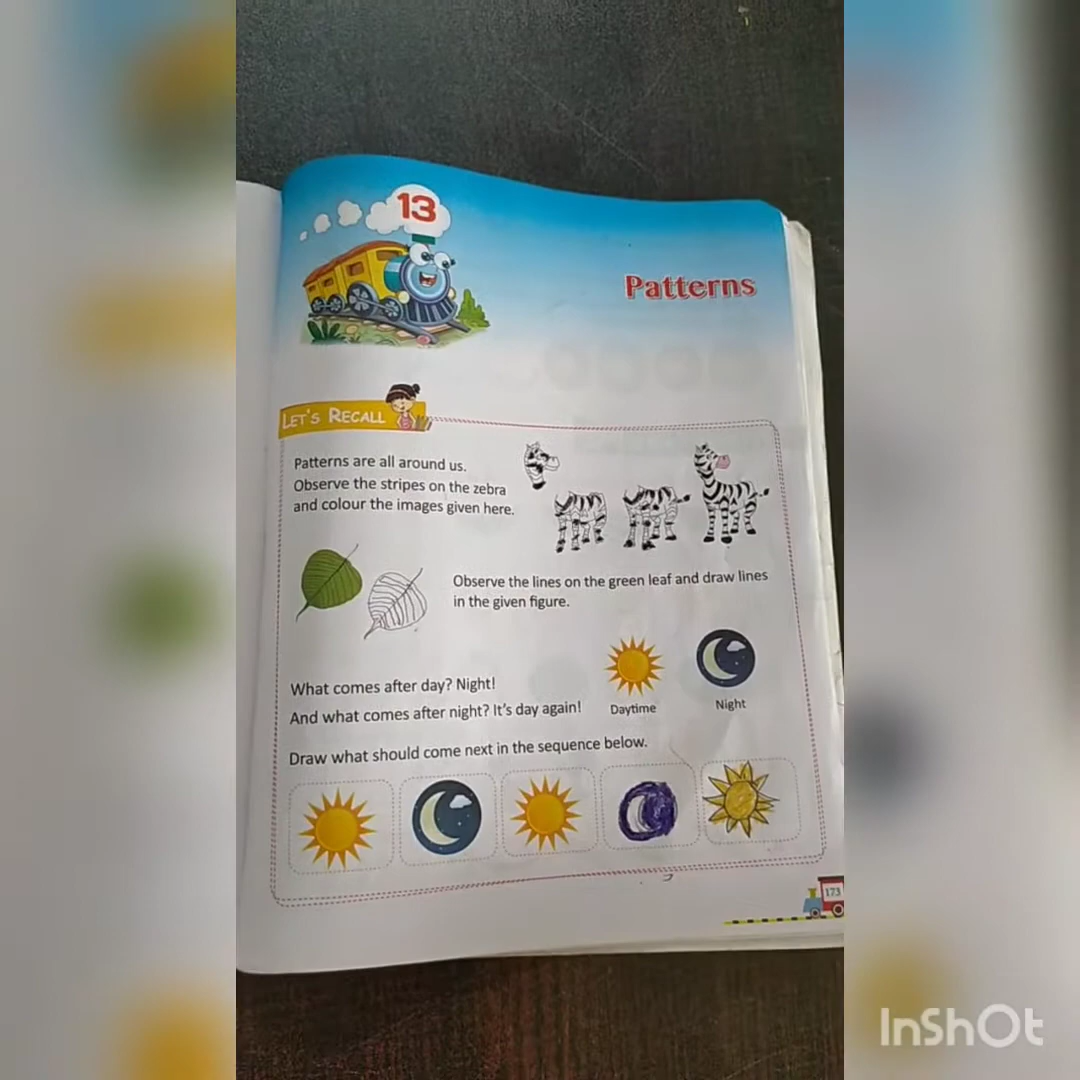 13
Patterns
LET'S RECALL
Patterns are all around us.
Observe the stripes on the zebra
and colour the images given here.
Observe the lines on the green leaf and draw lines
in the given figure.
What comes after day? Night!
And what comes after night? It's day again!
Daytime
Night
Draw what should come next in the sequence below.
173
InShOt